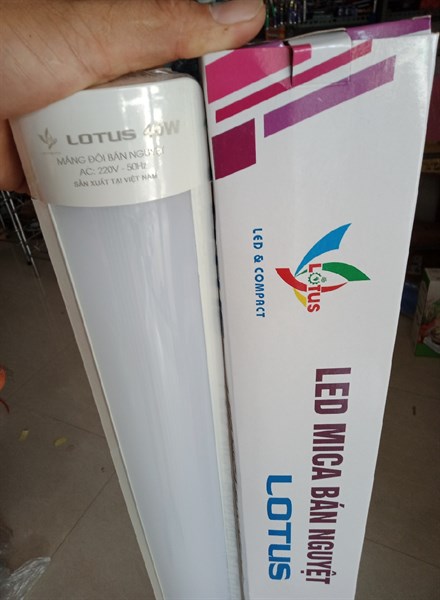 LOTUS 40W
MÁNG ĐÔI BÁN NGUYỆT
AC: 220V - 50Hz
SẢN XUẤT TẠI VIỆT NAM
LOTUS
LED & COMPACT
LED MICA BÁN NGUYỆT
LOTUS